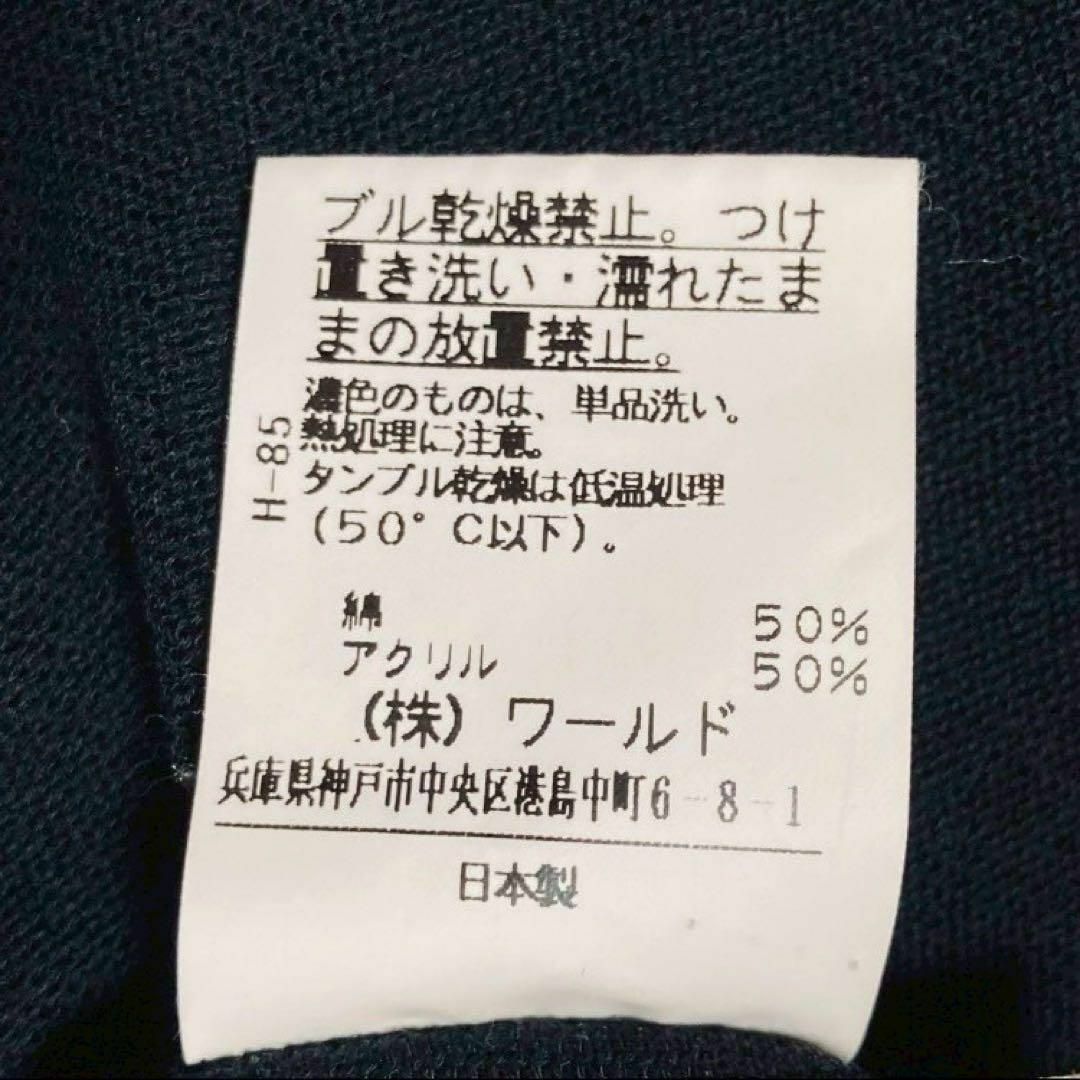 ブル乾燥禁止。つけ
置き洗い・濡れたま
まの放置禁止。
濃色のものは、単品洗い。
熱処理に注意。
タンブル乾燥は低温処理
(50°C以下)。
H-85
綿 50%
アクリル 50%
(株)ワールド
兵庫県神戸市中央区港島中町6-8-1
日本製